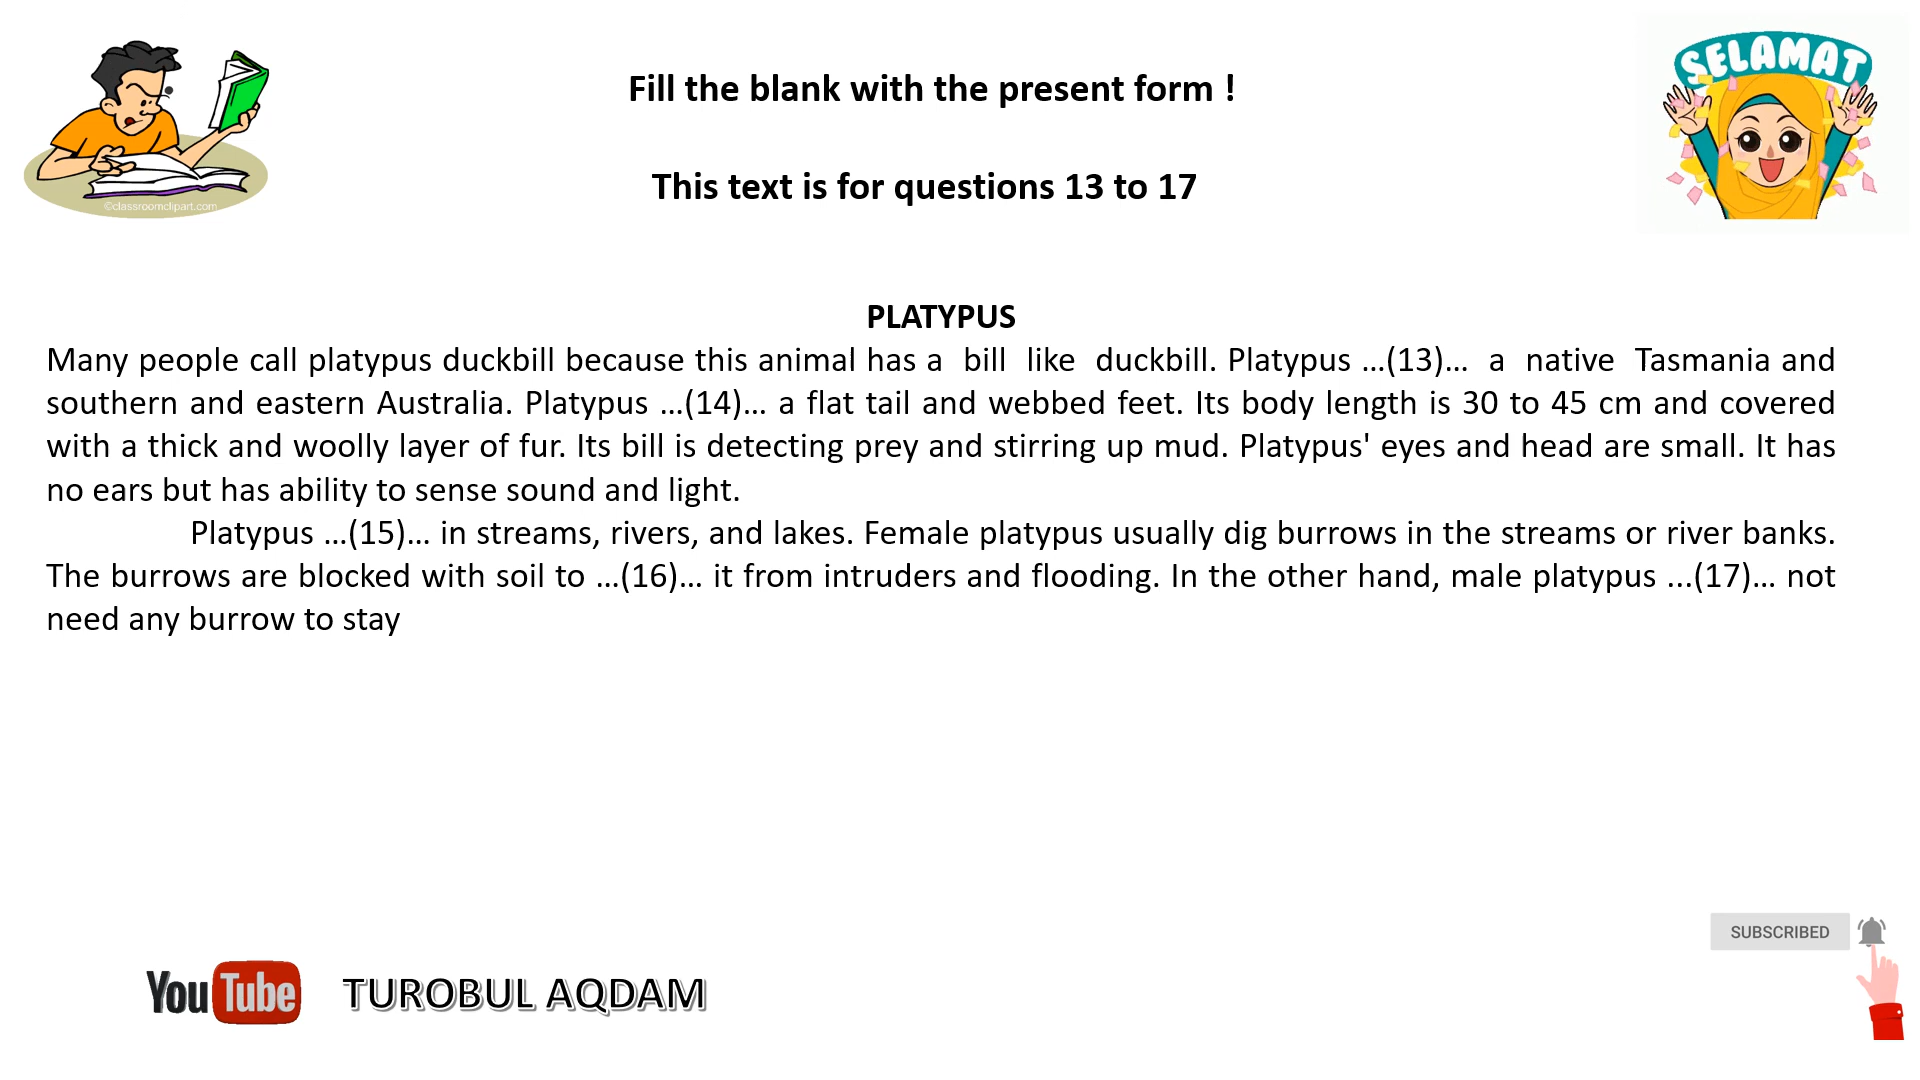 SELAMAT
Fill the blank with the present form !
This text is for questions 13 to 17
©classroomclipart.com
PLATYPUS
Many people call platypus duckbill because this animal has a bill like duckbill. Platypus …(13)… a native Tasmania and
southern and eastern Australia. Platypus …(14)… a flat tail and webbed feet. Its body length is 30 to 45 cm and covered
with a thick and woolly layer of fur. Its bill is detecting prey and stirring up mud. Platypus' eyes and head are small. It has
no ears but has ability to sense sound and light.
Platypus …(15)… in streams, rivers, and lakes. Female platypus usually dig burrows in the streams or river banks.
The burrows are blocked with soil to …(16)… it from intruders and flooding. In the other hand, male platypus ...(17)… not
need any burrow to stay
SUBSCRIBED
YouTube TUROBUL AQDAM